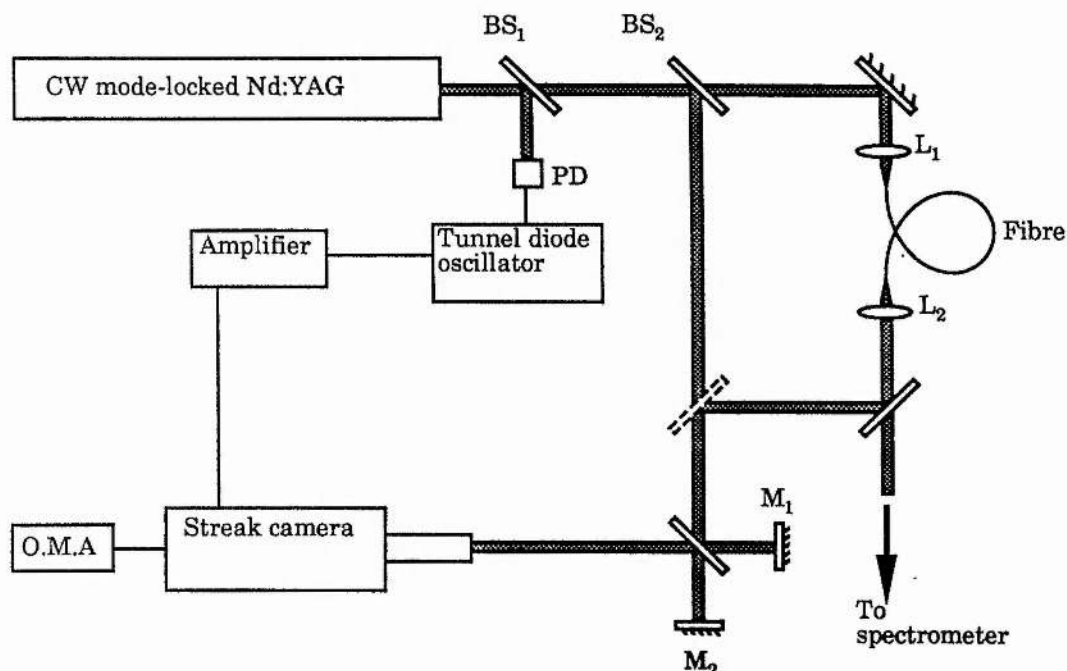 BS₁
BS₂
CW mode-locked Nd:YAG
L₁
PD
Fibre
Amplifier
Tunnel diode
oscillator
L₂
M₁
Streak camera
O.M.A
To
spectrometer
M₂